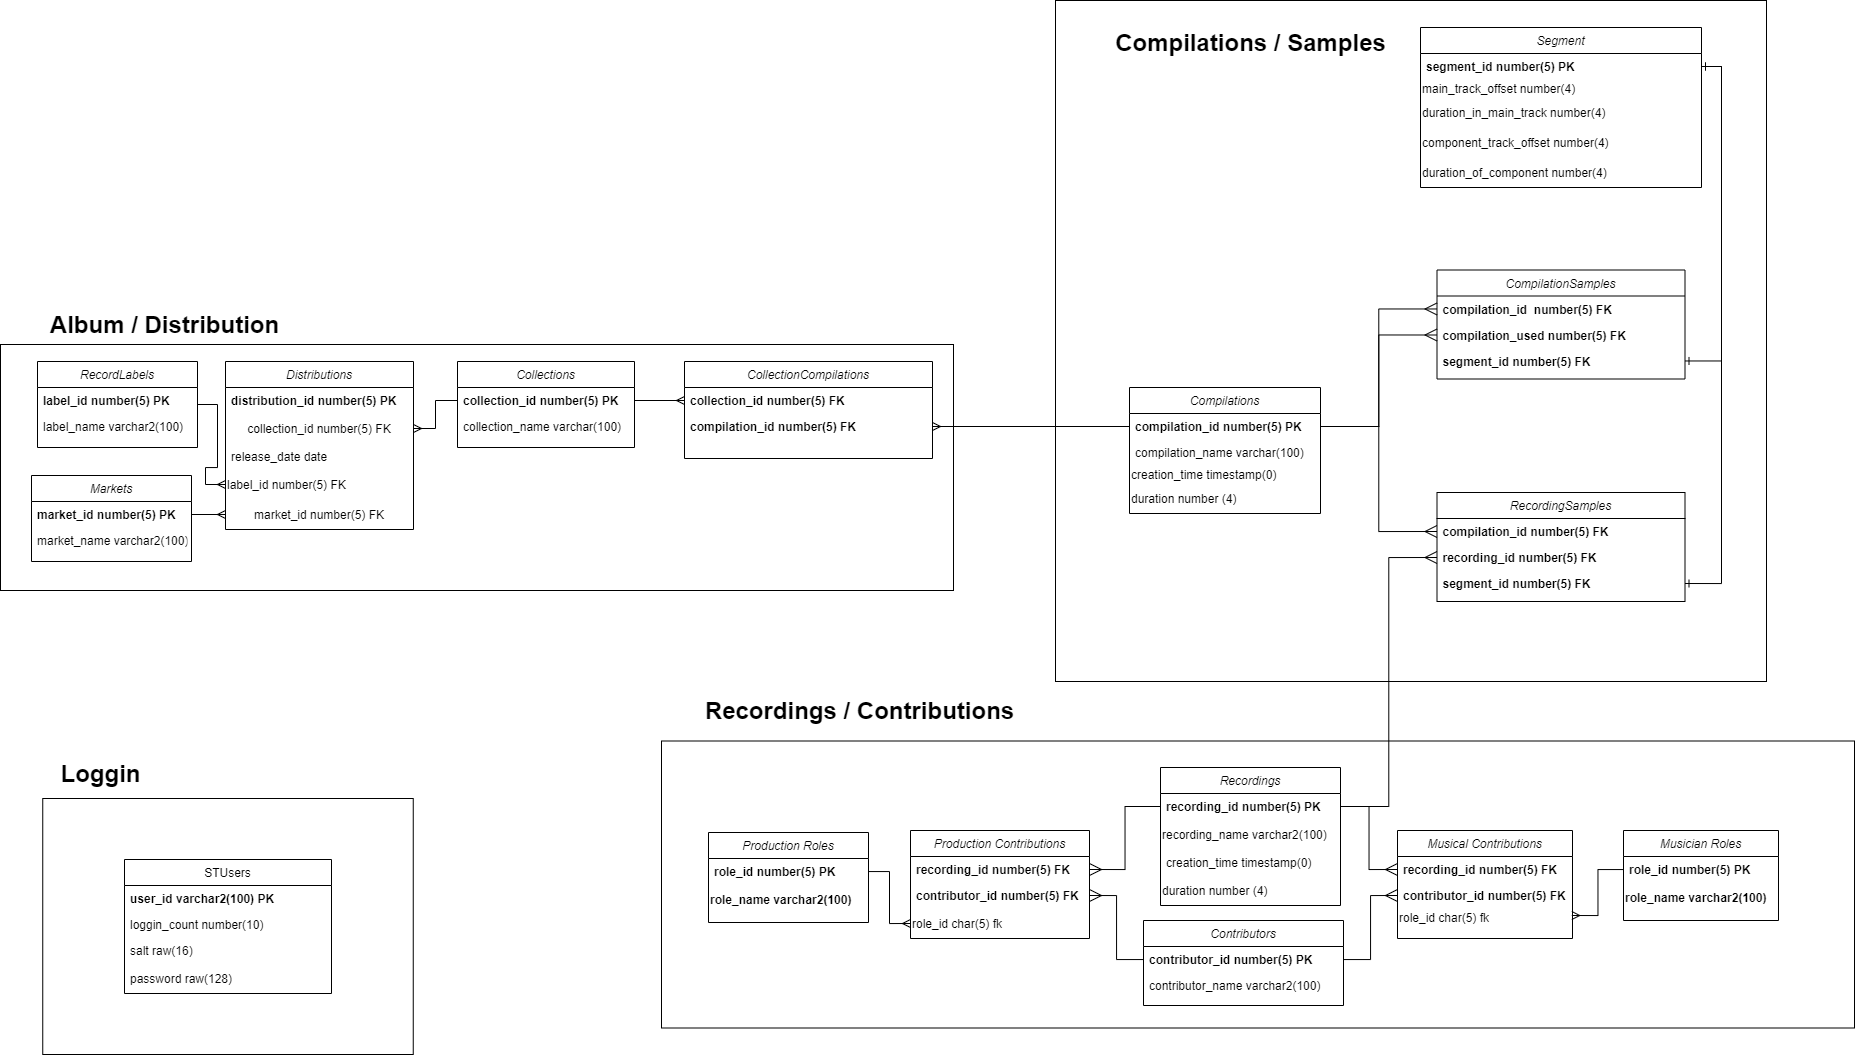 Compilations / Samples
Segment
segment_id number(5) PK
main_track_offset number(4)
duration_in_main_track number(4)
component_track_offset number(4)
duration_of_component number(4)
CompilationSamples
compilation_id  number(5) FK
compilation_used number(5) FK
segment_id number(5) FK
Compilations
compilation_id number(5) PK
compilation_name varchar(100)
creation_time timestamp(0)
duration number (4)
RecordingSamples
compilation_id number(5) FK
recording_id number(5) FK
segment_id number(5) FK
Album / Distribution
RecordLabels
label_id number(5) PK
label_name varchar2(100)
Markets
market_id number(5) PK
market_name varchar2(100)
Distributions
distribution_id number(5) PK
collection_id number(5) FK
release_date date
label_id number(5) FK
market_id number(5) FK
Collections
collection_id number(5) PK
collection_name varchar(100)
CollectionCompilations
collection_id number(5) FK
compilation_id number(5) FK
Recordings / Contributions
Production Roles
role_id number(5) PK
role_name varchar2(100)
Production Contributions
recording_id number(5) FK
contributor_id number(5) FK
role_id char(5) fk
Recordings
recording_id number(5) PK
recording_name varchar2(100)
creation_time timestamp(0)
duration number (4)
Contributors
contributor_id number(5) PK
contributor_name varchar2(100)
Musical Contributions
recording_id number(5) FK
contributor_id number(5) FK
role_id char(5) fk
Musician Roles
role_id number(5) PK
role_name varchar2(100)
Loggin
STUsers
user_id varchar2(100) PK
loggin_count number(10)
salt raw(16)
password raw(128)